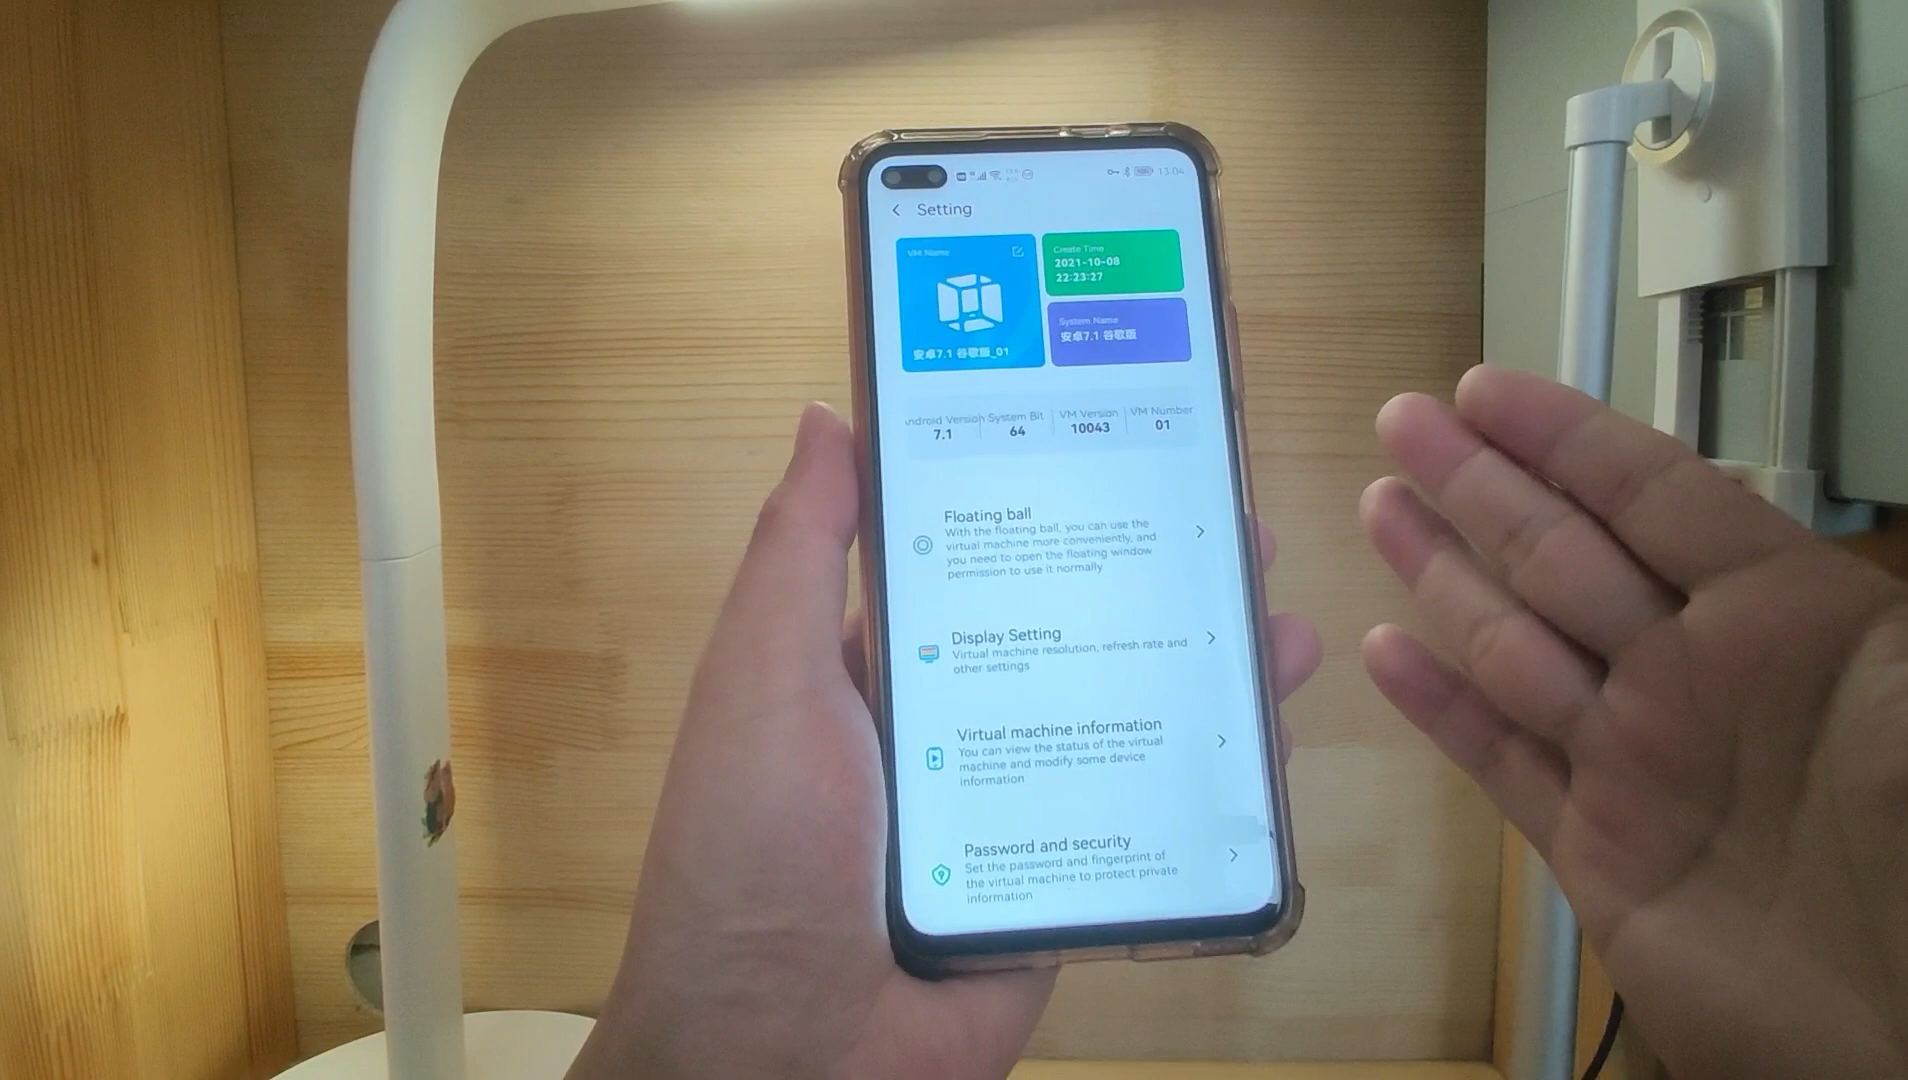 13:04
Setting
VM Name
安卓7.1 谷歌版_01
Create Time
2021-10-08
22:23:27
System Name
安卓7.1 谷歌版
ndroid Version
7.1
System Bit
64
VM Version
10043
VM Number
01
Floating ball
With the floating ball, you can use the
virtual machine more conveniently, and
you need to open the floating window
permission to use it normally
Display Setting
Virtual machine resolution, refresh rate and
other settings
Virtual machine information
You can view the status of the virtual
machine and modify some device
information
Password and security
Set the password and fingerprint of
the virtual machine to protect private
information